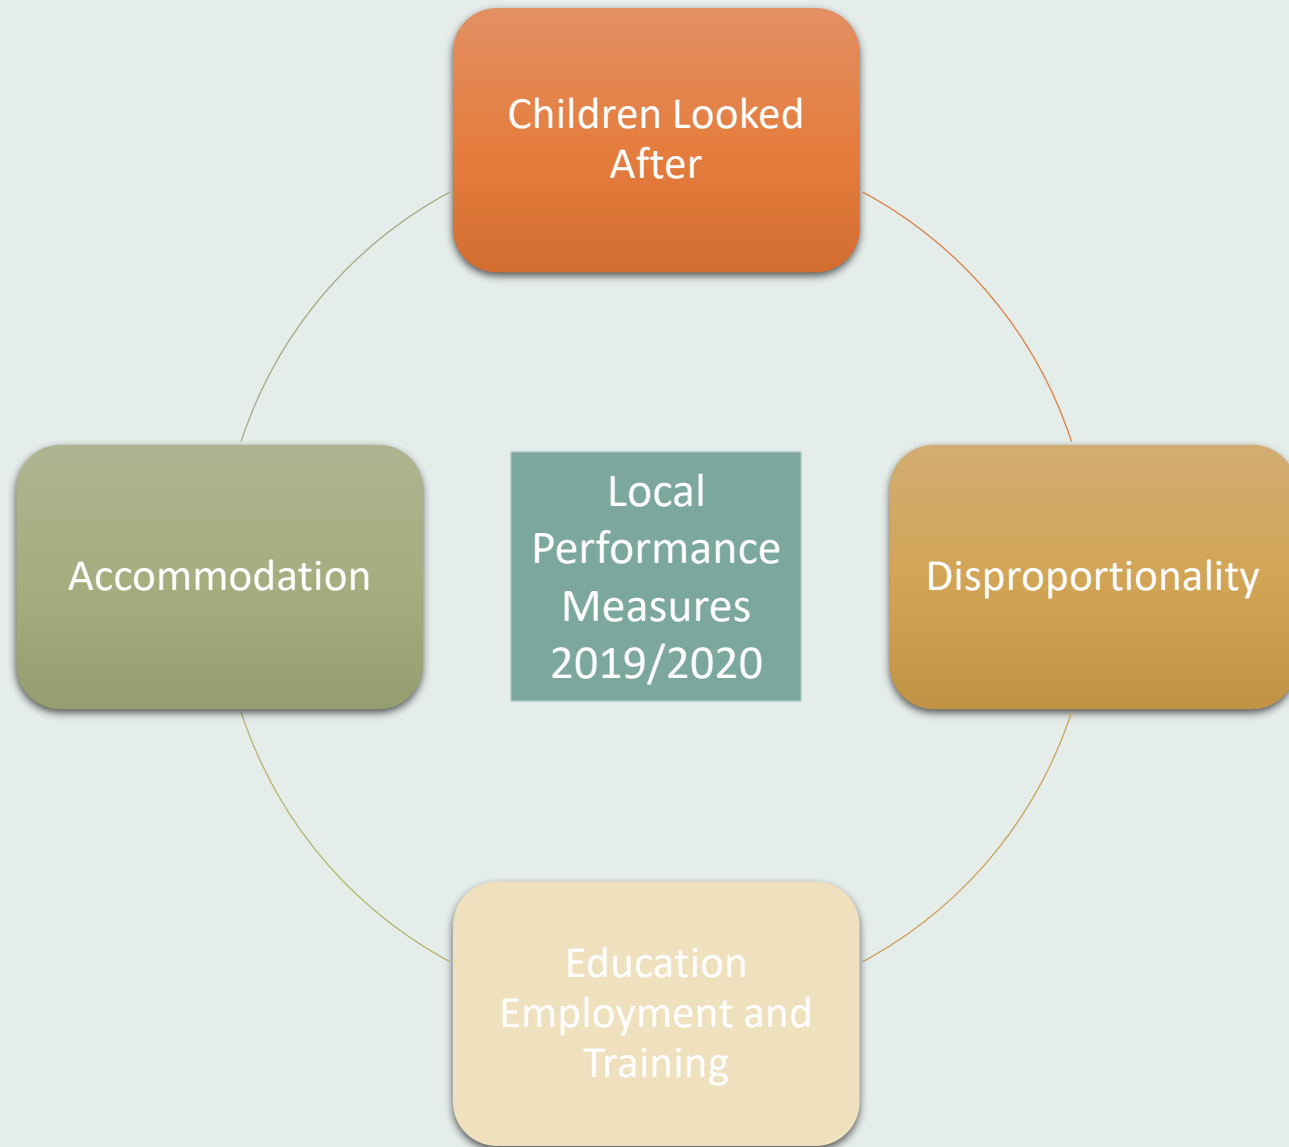 Children Looked
After
Accommodation
Local
Performance
Measures
2019/2020
Disproportionality
Education
Employment and
Training